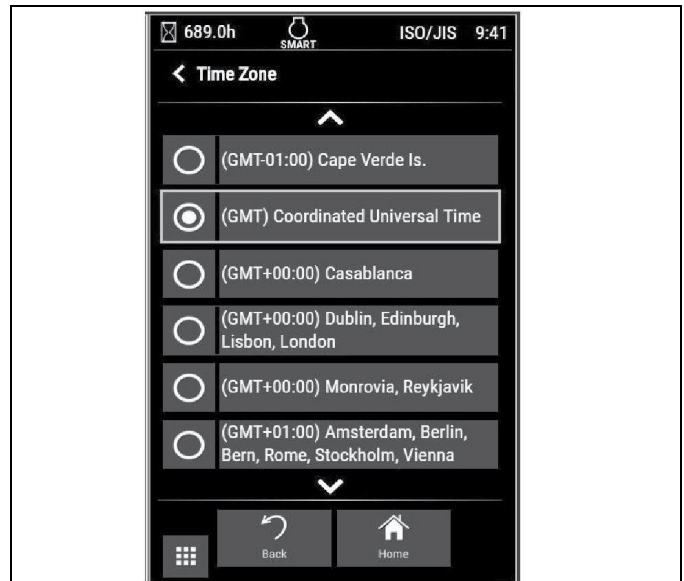 689.0h SMART ISO/JIS 9:41
Time Zone
(GMT-01:00) Cape Verde Is.
(GMT) Coordinated Universal Time
(GMT+00:00) Casablanca
(GMT+00:00) Dublin, Edinburgh,
Lisbon, London
(GMT+00:00) Monrovia, Reykjavik
(GMT+01:00) Amsterdam, Berlin,
Bern, Rome, Stockholm, Vienna
Back Home